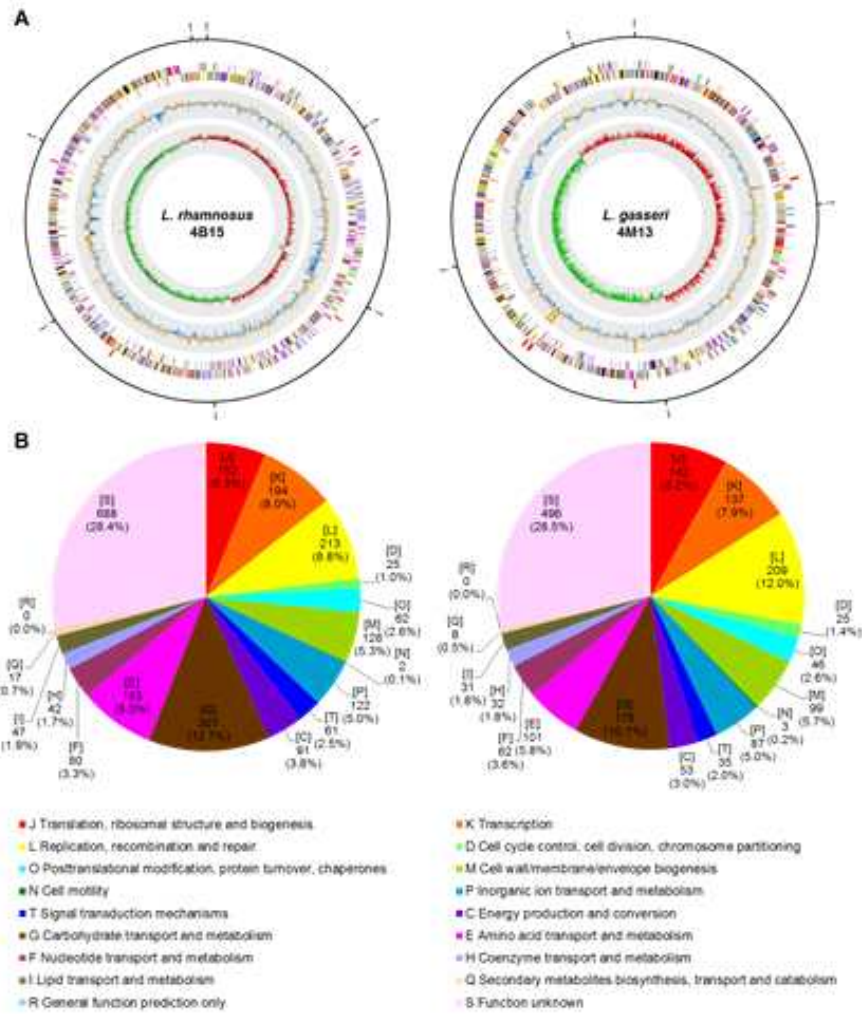 A
L. rhamnosus
4B15
L. gasseri
4M13
B
[K]
194
(8.0%)
[L]
213
(8.8%)
[D]
25
(1.0%)
[O]
62
(2.6%)
[M]
128
(5.3%)
[N]
2
(0.1%)
[P]
122
(5.0%)
[T]
61
(2.5%)
[C]
91
(3.8%)
[F]
80
(3.3%)
[H]
42
(1.7%)
[I]
47
(1.9%)
[Q]
17
(0.7%)
[R]
0
(0.0%)
[S]
688
(28.4%)
[K]
137
(7.9%)
[L]
209
(12.0%)
[D]
25
(1.4%)
[O]
46
(2.6%)
[M]
99
(5.7%)
[N]
3
(0.2%)
[P]
87
(5.0%)
[T]
35
(2.0%)
[C]
53
(3.0%)
[E]
101
(5.8%)
[F]
62
(3.6%)
[H]
32
(1.8%)
[I]
31
(1.8%)
[Q]
8
(0.5%)
[R]
0
(0.0%)
[S]
496
(28.5%)
J Translation, ribosomal structure and biogenesis
K Transcription
L Replication, recombination and repair
D Cell cycle control, cell division, chromosome partitioning
O Posttranslational modification, protein turnover, chaperones
M Cell wall/membrane/envelope biogenesis
N Cell motility
P Inorganic ion transport and metabolism
T Signal transduction mechanisms
C Energy production and conversion
G Carbohydrate transport and metabolism
E Amino acid transport and metabolism
F Nucleotide transport and metabolism
H Coenzyme transport and metabolism
I Lipid transport and metabolism
Q Secondary metabolites biosynthesis, transport and catabolism
R General function prediction only
S Function unknown